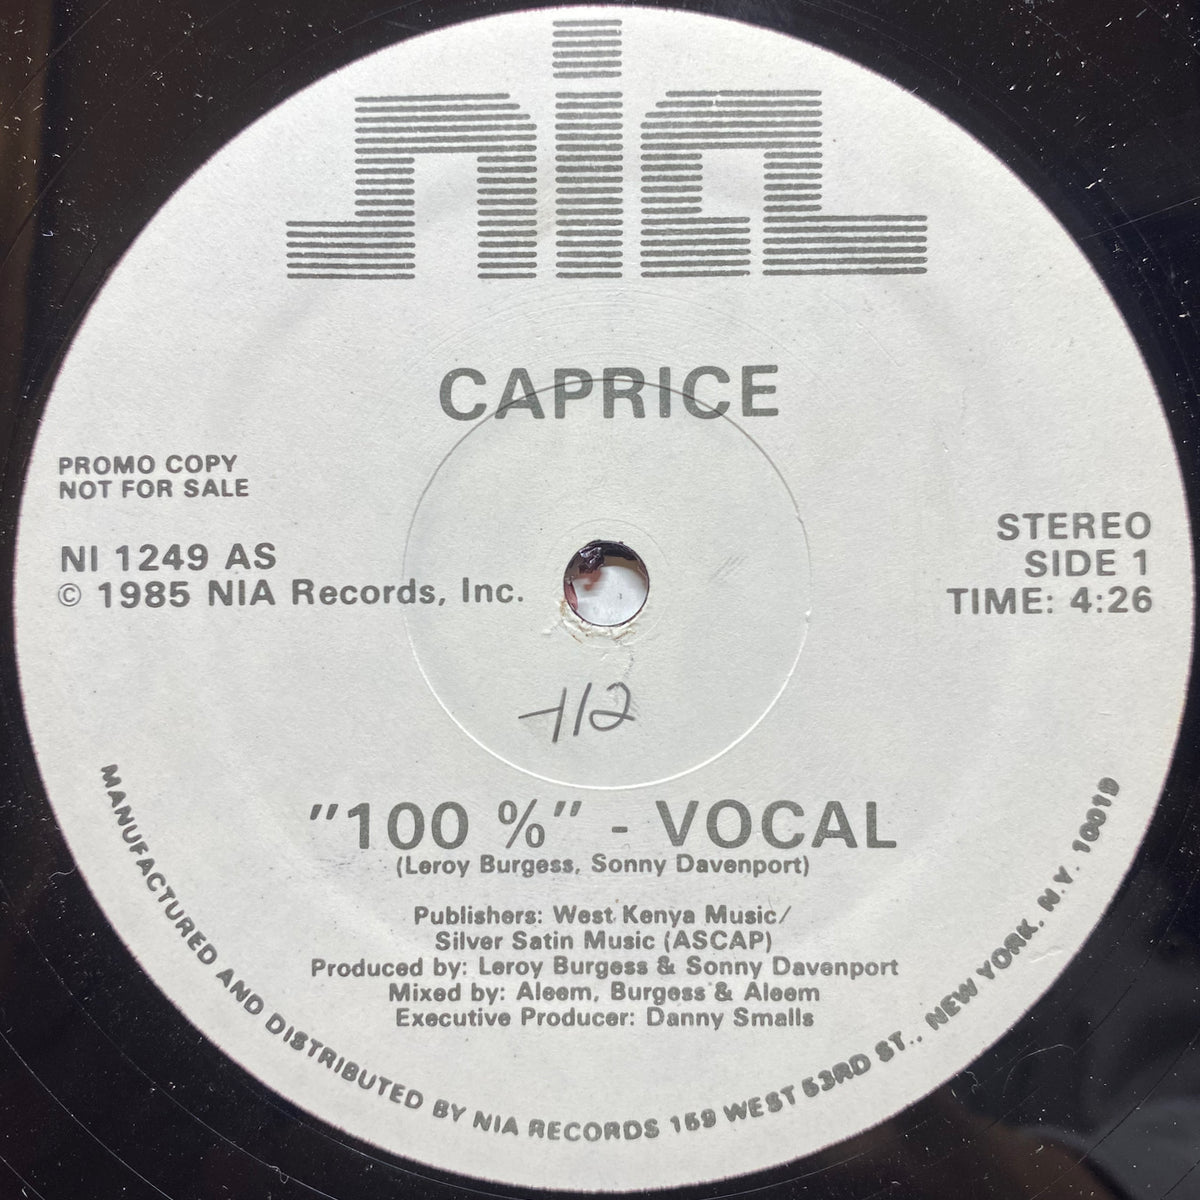 nia
CAPRICE
PROMO COPY
NOT FOR SALE
NI 1249 AS
© 1985 NIA Records, Inc.
STEREO
SIDE 1
TIME: 4:26
112
"100 %" - VOCAL
(Leroy Burgess, Sonny Davenport)
Publishers: West Kenya Music/
Silver Satin Music (ASCAP)
Produced by: Leroy Burgess & Sonny Davenport
Mixed by: Aleem, Burgess & Aleem
Executive Producer: Danny Smalls
MANUFACTURED AND DISTRIBUTED BY NIA RECORDS 159 WEST 53RD ST., NEW YORK. N.Y. 10019